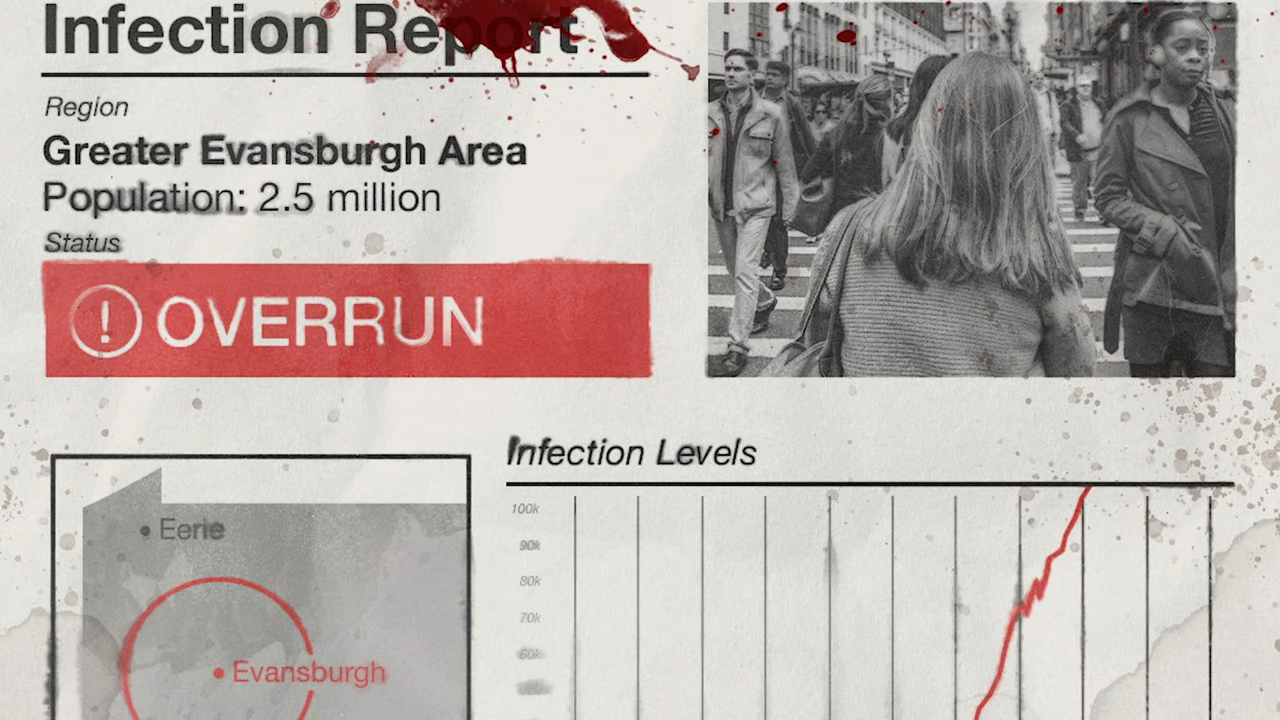 Infection Report
Region
Greater Evansburgh Area
Population: 2.5 million
Status
! OVERRUN
Infection Levels
100k
90k
80k
70k
60k
Eerie
Evansburgh